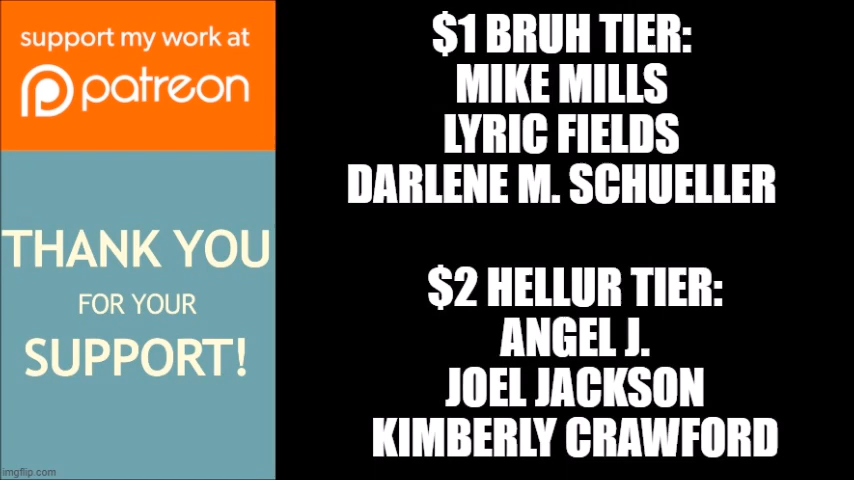 support my work at
patreon
THANK YOU
FOR YOUR
SUPPORT!
$1 BRUH TIER:
MIKE MILLS
LYRIC FIELDS
DARLENE M. SCHUELLER
$2 HELLUR TIER:
ANGEL J.
JOEL JACKSON
KIMBERLY CRAWFORD
imgflip.com